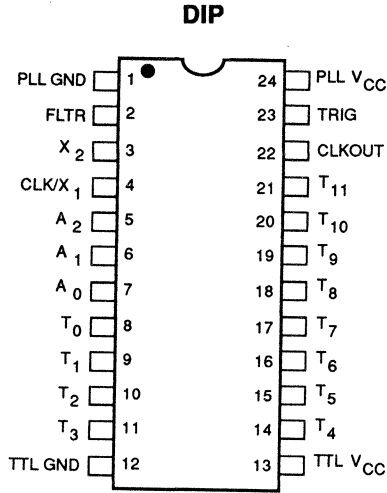 DIP
PLL GND 1 24 PLL VCC
FLTR 2 23 TRIG
X2 3 22 CLKOUT
CLK/X1 4 21 T11
A2 5 20 T10
A1 6 19 T9
A0 7 18 T8
T0 8 17 T7
T1 9 16 T6
T2 10 15 T5
T3 11 14 T4
TTL GND 12 13 TTL VCC